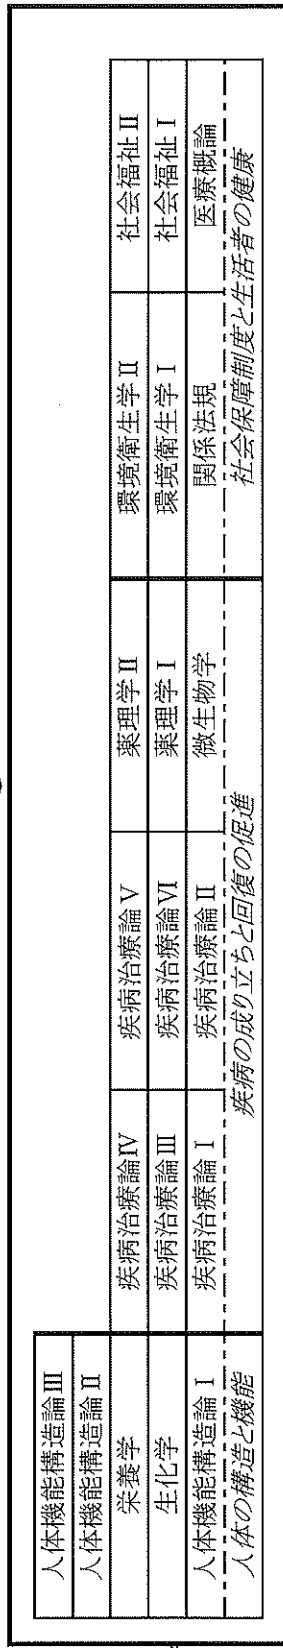 人体機能構造論Ⅲ
人体機能構造論Ⅱ
栄養学 疾病治療論Ⅳ 疾病治療論Ⅴ 薬理学Ⅱ 環境衛生学Ⅱ 社会福祉Ⅱ
生化学 疾病治療論Ⅲ 疾病治療論Ⅵ 薬理学Ⅰ 環境衛生学Ⅰ 社会福祉Ⅰ
人体機能構造論Ⅰ 疾病治療論Ⅰ 疾病治療論Ⅱ 微生物学 関係法規 医療概論
人体の構造と機能 疾病の成り立ちと回復の促進 社会保障制度と生活者の健康